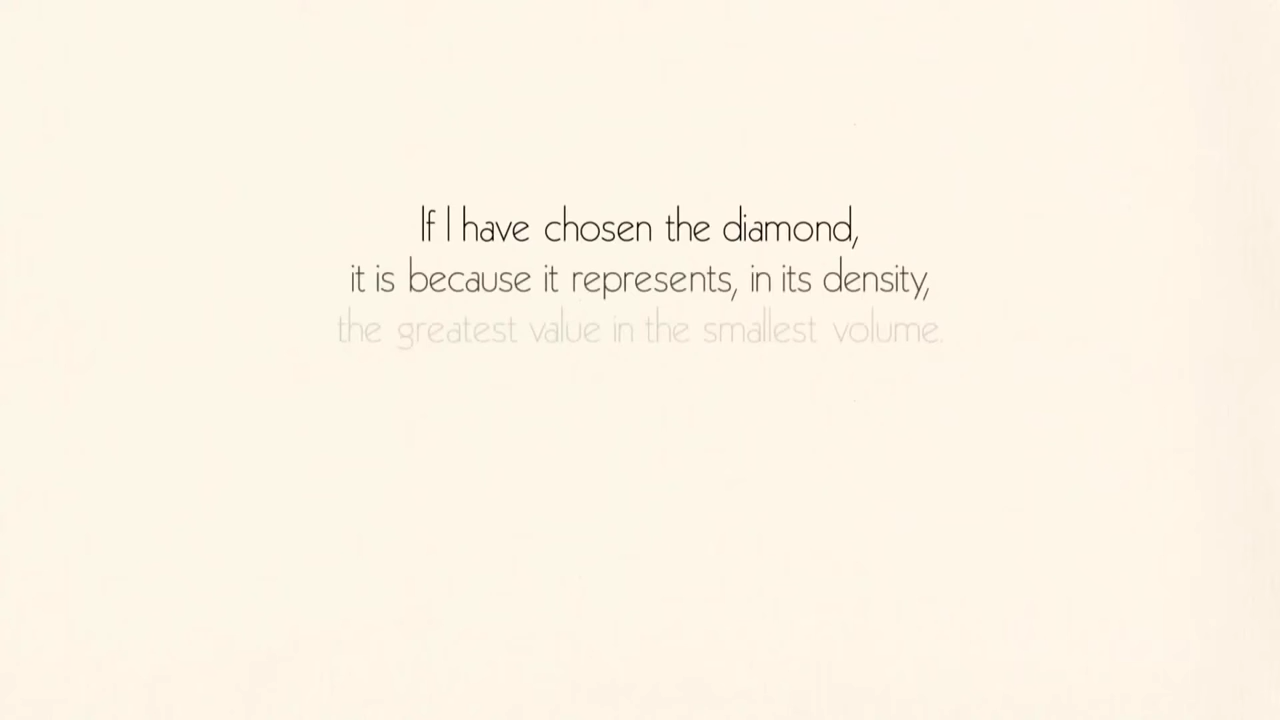 If I have chosen the diamond,
it is because it represents, in its density,
the greatest value in the smallest volume.